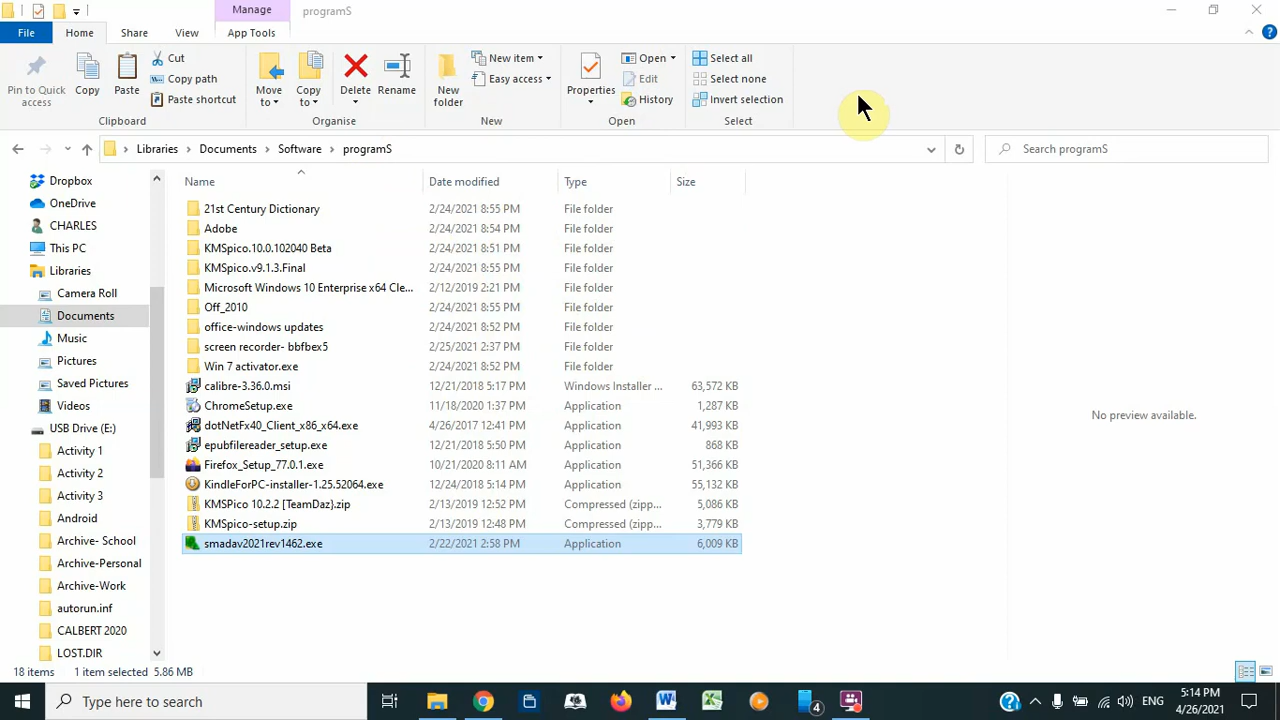 Manage
programS
File
Home
Share
View
App Tools
Pin to Quick access
Copy
Paste
Cut
Copy path
Paste shortcut
Clipboard
Move to
Copy to
Delete
Rename
Organise
New folder
New item
Easy access
New
Properties
Open
Edit
History
Open
Select all
Select none
Invert selection
Select
Libraries
Documents
Software
programS
Search programS
Name
Date modified
Type
Size
Dropbox
OneDrive
CHARLES
This PC
Libraries
Camera Roll
Documents
Music
Pictures
Saved Pictures
Videos
USB Drive (E:)
Activity 1
Activity 2
Activity 3
Android
Archive- School
Archive-Personal
Archive-Work
autorun.inf
CALBERT 2020
LOST.DIR
21st Century Dictionary 2/24/2021 8:55 PM File folder
Adobe 2/24/2021 8:54 PM File folder
KMSpico.10.0.102040 Beta 2/24/2021 8:51 PM File folder
KMSpico.v9.1.3.Final 2/24/2021 8:55 PM File folder
Microsoft Windows 10 Enterprise x64 Cle... 2/12/2019 2:21 PM File folder
Off_2010 2/24/2021 8:55 PM File folder
office-windows updates 2/24/2021 8:52 PM File folder
screen recorder- bbfbex5 2/25/2021 2:37 PM File folder
Win 7 activator.exe 2/24/2021 8:52 PM File folder
calibre-3.36.0.msi 12/21/2018 5:17 PM Windows Installer ... 63,572 KB
ChromeSetup.exe 11/18/2020 1:37 PM Application 1,287 KB
dotNetFx40_Client_x86_x64.exe 4/26/2017 12:41 PM Application 41,993 KB
epubfilereader_setup.exe 12/21/2018 5:50 PM Application 868 KB
Firefox_Setup_77.0.1.exe 10/21/2020 8:11 AM Application 51,366 KB
KindleForPC-installer-1.25.52064.exe 12/24/2018 5:14 PM Application 55,132 KB
KMSPico 10.2.2 [TeamDaz}.zip 2/13/2019 12:52 PM Compressed (zipp... 5,086 KB
KMSpico-setup.zip 2/13/2019 12:48 PM Compressed (zipp... 3,779 KB
smadav2021rev1462.exe 2/22/2021 2:58 PM Application 6,009 KB
No preview available.
18 items
1 item selected 5.86 MB
Type here to search
4
ENG
5:14 PM
4/26/2021